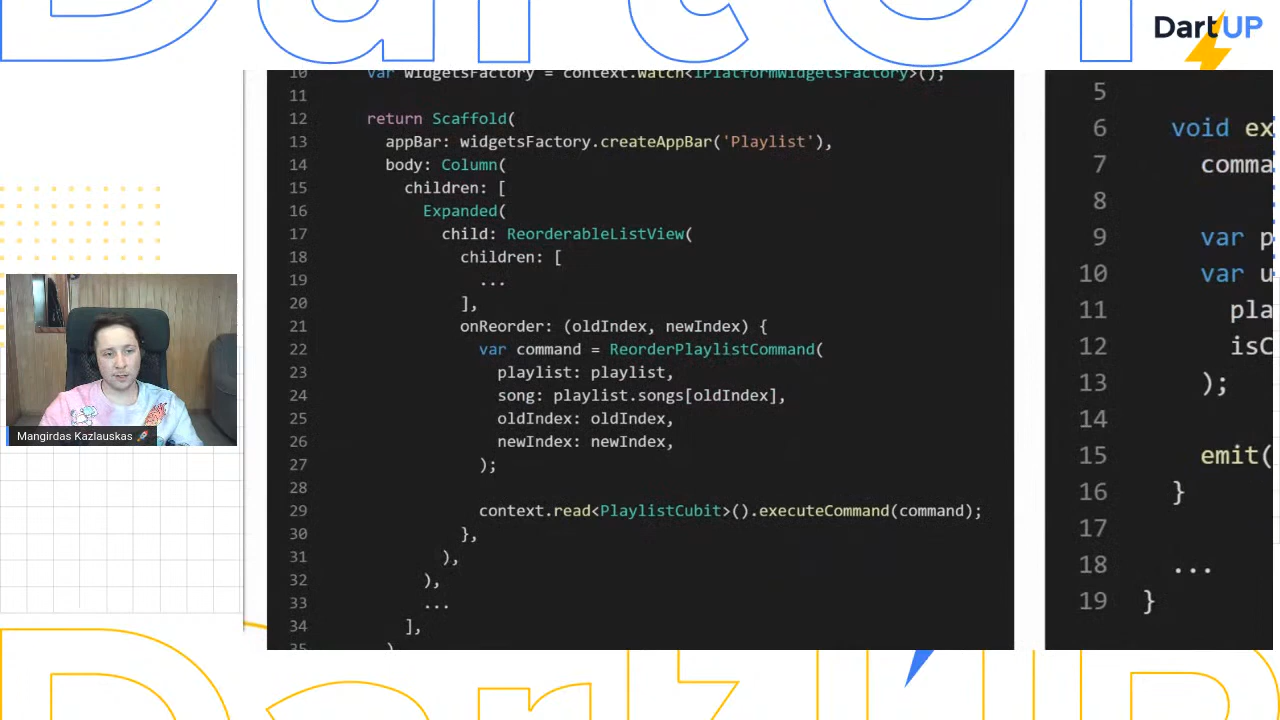 DartUP
10 var widgetsFactory = context.watch<IPlatformWidgetsFactory>();
11
12 return Scaffold(
13 appBar: widgetsFactory.createAppBar('Playlist'),
14 body: Column(
15 children: [
16 Expanded(
17 child: ReorderableListView(
18 children: [
19 ...
20 ],
21 onReorder: (oldIndex, newIndex) {
22 var command = ReorderPlaylistCommand(
23 playlist: playlist,
24 song: playlist.songs[oldIndex],
25 oldIndex: oldIndex,
26 newIndex: newIndex,
27 );
28
29 context.read<PlaylistCubit>().executeCommand(command);
30 },
31 ),
32 ),
33 ...
34 ],
35 )
5
6 void ex
7 comma
8
9 var p
10 var u
11 pla
12 isC
13 );
14
15 emit(
16 }
17
18 ...
19 }
Mangirdas Kazlauskas 🚀